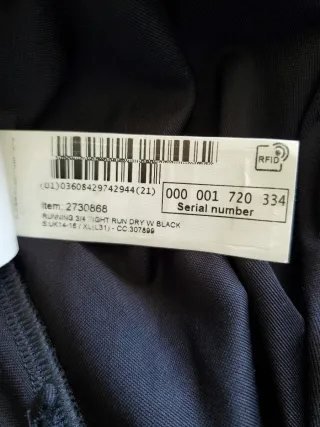 RFID
(01)03608429742944(21)
000 001 720 334
Serial number
Item: 2730868
RUNNING 3/4 TIGHT RUN DRY W BLACK
S:UK14-16 / XL(L31) - CC:307899